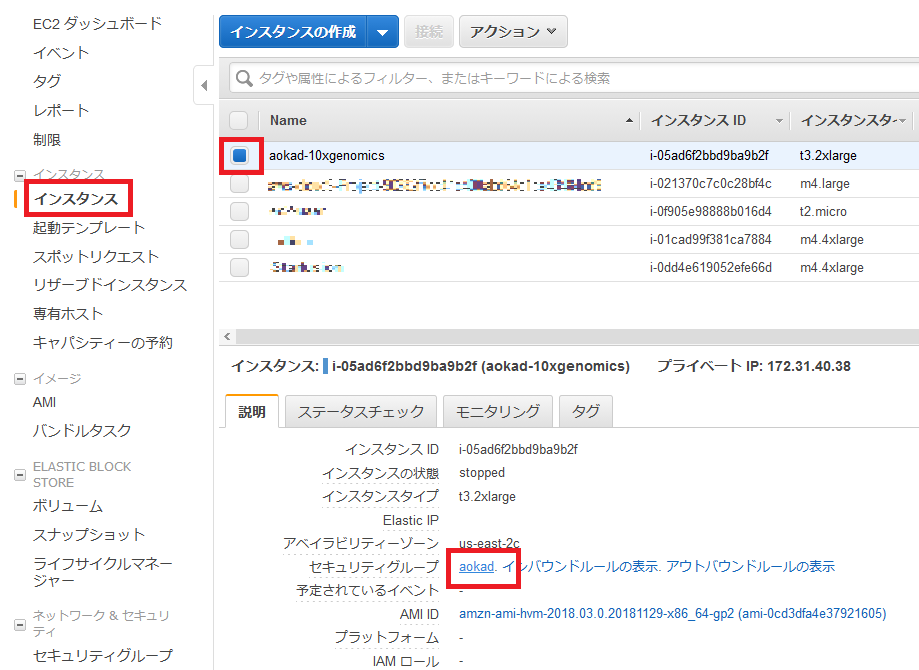 EC2 ダッシュボード
イベント
タグ
レポート
制限
インスタンス
インスタンス
起動テンプレート
スポットリクエスト
リザーブドインスタンス
専有ホスト
キャパシティーの予約
イメージ
AMI
バンドルタスク
ELASTIC BLOCK
STORE
ボリューム
スナップショット
ライフサイクルマネー
ジャー
ネットワーク & セキュリ
ティ
セキュリティグループ
インスタンスの作成 接続 アクション
タグや属性によるフィルター、またはキーワードによる検索
Name インスタンス ID インスタンスタ
aokad-10xgenomics i-05ad6f2bbd9ba9b2f t3.2xlarge
i-021370c7c0c28bf4c m4.large
i-0f905e98888b016d4 t2.micro
i-01cad99f381ca7884 m4.4xlarge
i-0dd4e619052efe66d m4.4xlarge
インスタンス: i-05ad6f2bbd9ba9b2f (aokad-10xgenomics) プライベート IP: 172.31.40.38
説明 ステータスチェック モニタリング タグ
インスタンス ID i-05ad6f2bbd9ba9b2f
インスタンスの状態 stopped
インスタンスタイプ t3.2xlarge
Elastic IP
アベイラビリティーゾーン us-east-2c
セキュリティグループ aokad. インバウンドルールの表示. アウトバウンドルールの表示
予定されているイベント -
AMI ID amzn-ami-hvm-2018.03.0.20181129-x86_64-gp2 (ami-0cd3dfa4e37921605)
プラットフォーム -
IAM ロール -